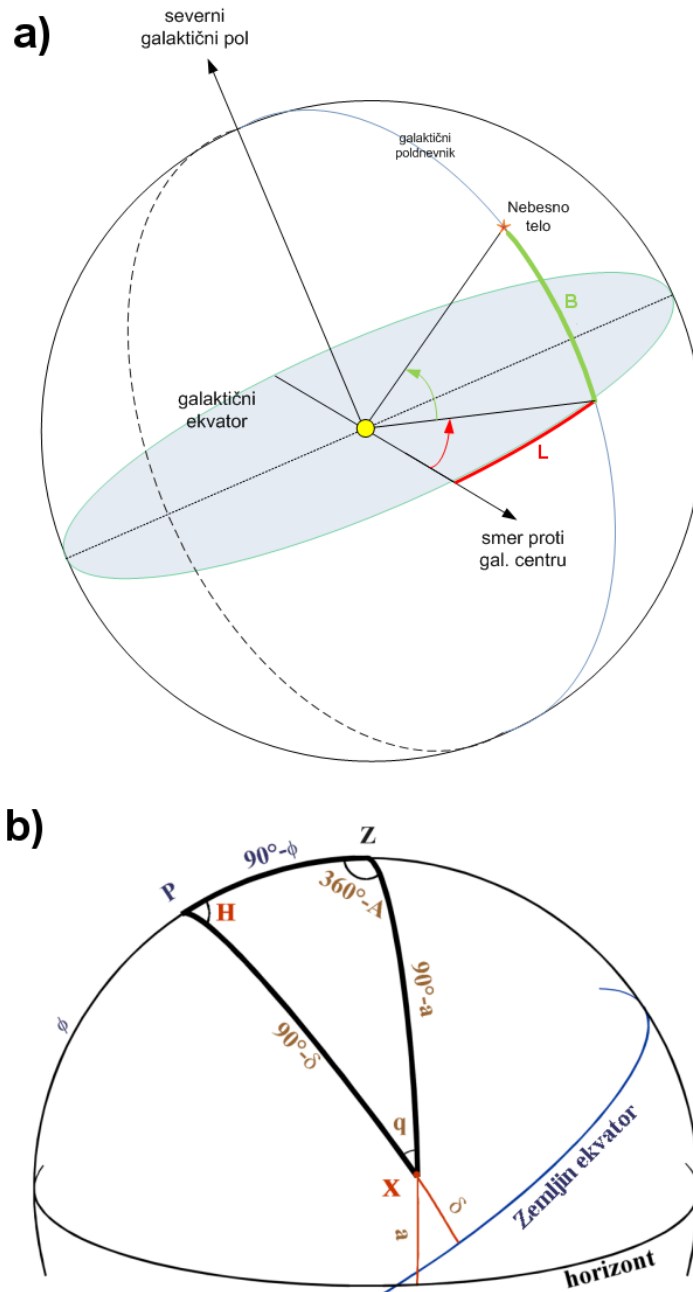 a)
severni
galaktični pol
galaktični
poldnevnik
Nebesno
telo
B
galaktični
ekvator
L
smer proti
gal. centru
b)
Z
90°-ϕ
P
360°-A
H
90°-a
ϕ
90°-δ
q
X
δ
a
Zemljin ekvator
horizont